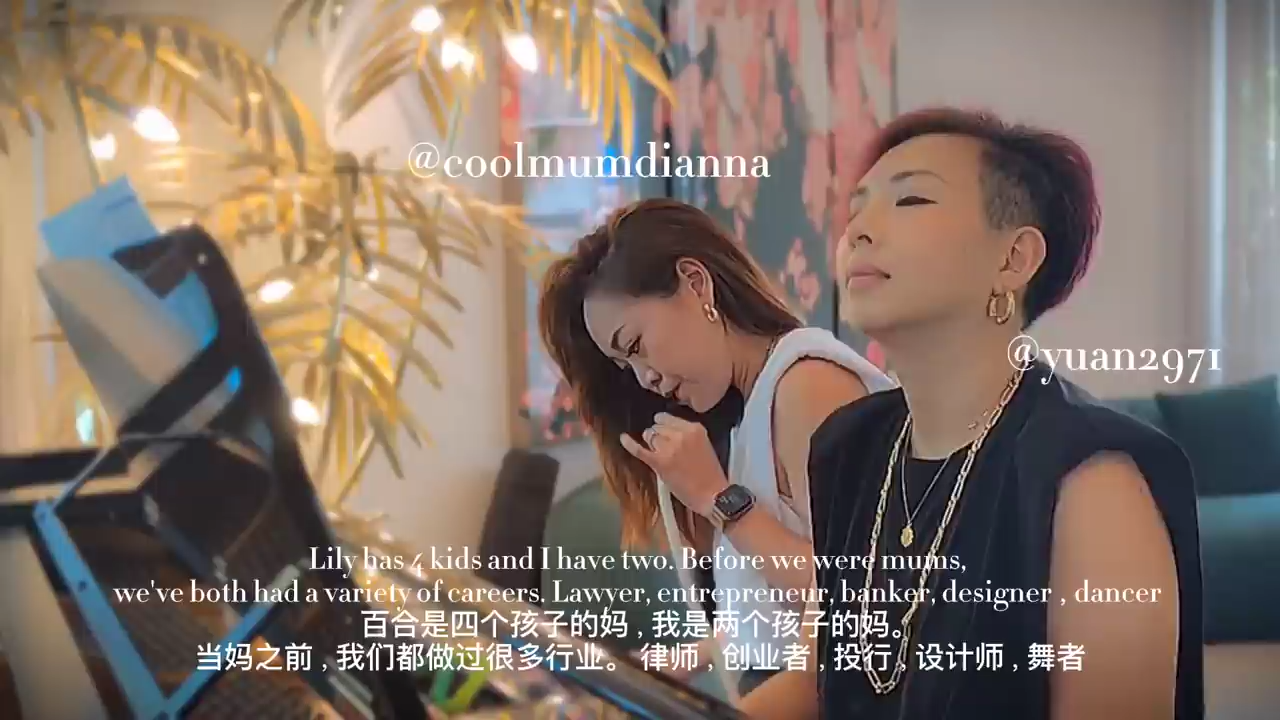 @coolmumdianna
@yuan2971
Lily has 4 kids and I have two. Before we were mums,
we've both had a variety of careers. Lawyer, entrepreneur, banker, designer , dancer
百合是四个孩子的妈 , 我是两个孩子的妈。
当妈之前 , 我们都做过很多行业。 律师 , 创业者 , 投行 , 设计师 , 舞者